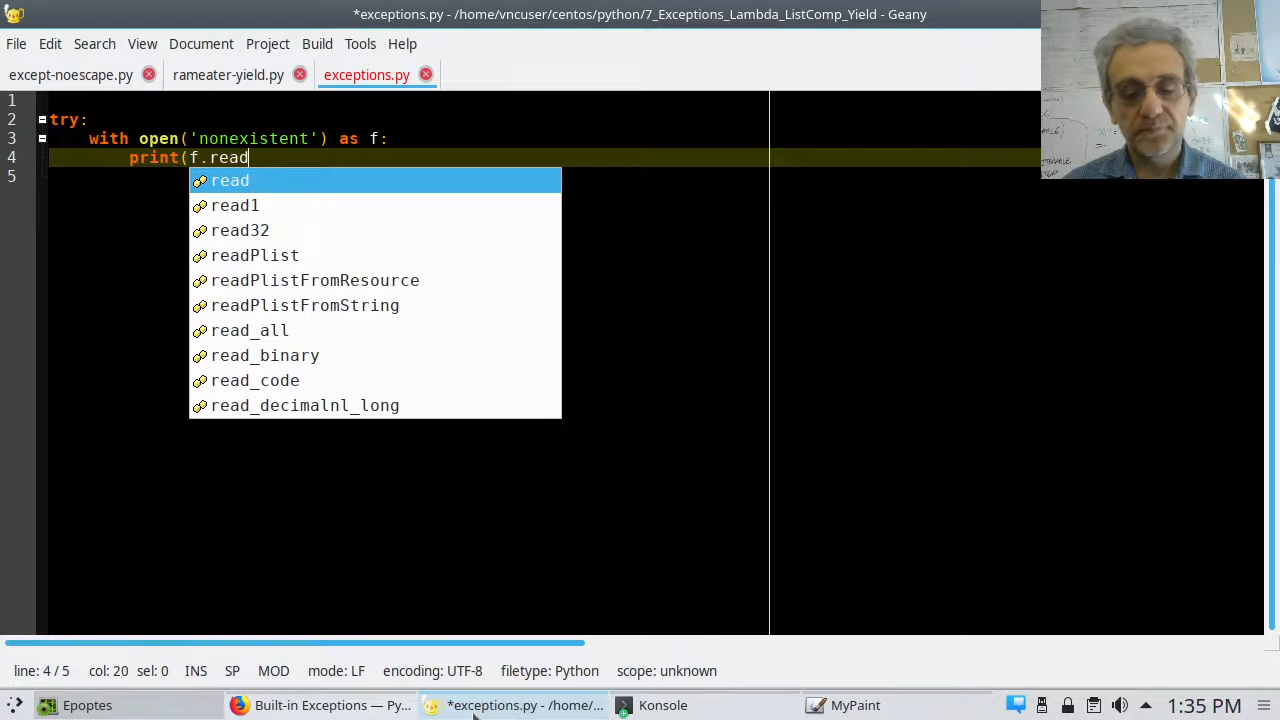 *exceptions.py - /home/vncuser/centos/python/7_Exceptions_Lambda_ListComp_Yield - Geany
File Edit Search View Document Project Build Tools Help
except-noescape.py rameater-yield.py exceptions.py
1
2 try:
3 with open('nonexistent') as f:
4 print(f.read
5
read
read1
read32
readPlist
readPlistFromResource
readPlistFromString
read_all
read_binary
read_code
read_decimalnl_long
line: 4 / 5 col: 20 sel: 0 INS SP MOD mode: LF encoding: UTF-8 filetype: Python scope: unknown
Epoptes Built-in Exceptions — Py... *exceptions.py - /home/... Konsole MyPaint 1:35 PM